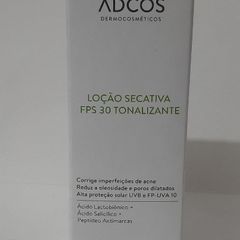 ADCOS
DERMOCOSMÉTICOS
LOÇÃO SECATIVA
FPS 30 TONALIZANTE
Corrige imperfeições de acne
Reduz a oleosidade e poros dilatados
Alta proteção solar UVB e FP-UVA 10
Ácido Lactobiônico +
Ácido Salicílico +
Peptídeo Antimarcas